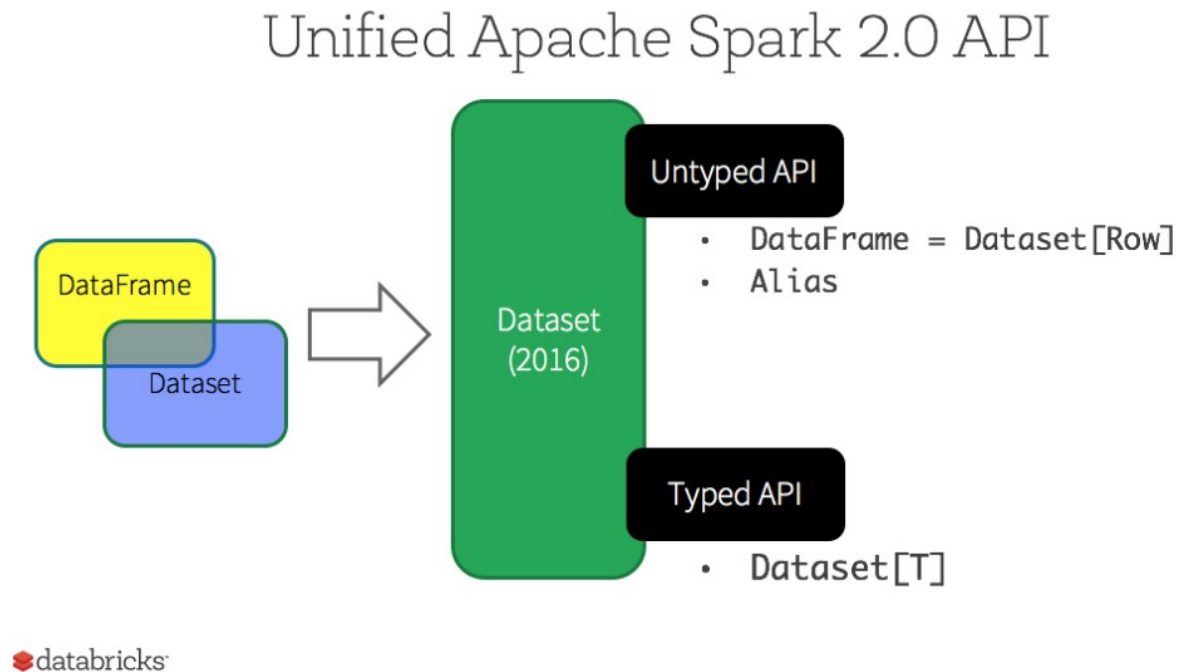 Unified Apache Spark 2.0 API
DataFrame
Dataset
Dataset
(2016)
Untyped API
• DataFrame = Dataset[Row]
• Alias
Typed API
• Dataset[T]
databricks